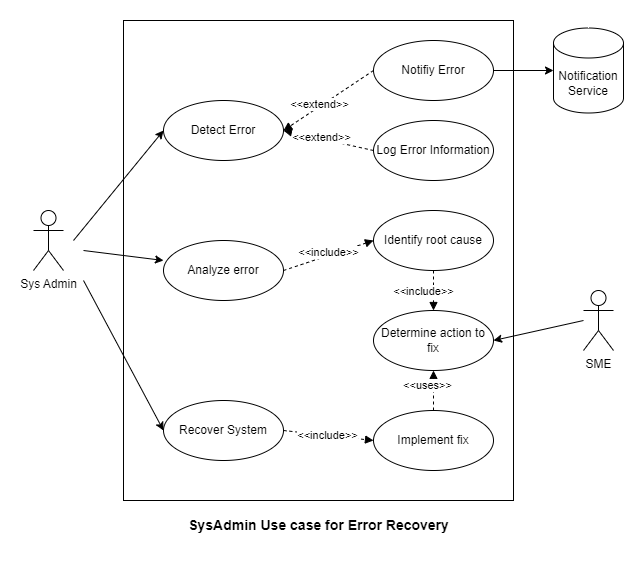 Notifiy Error
Notification
Service
<<extend>>
Detect Error
<<extend>>
Log Error Information
Identify root cause
<<include>>
Analyze error
Sys Admin
<<include>>
Determine action to
fix
SME
<<uses>>
Recover System
<<include>>
Implement fix
SysAdmin Use case for Error Recovery